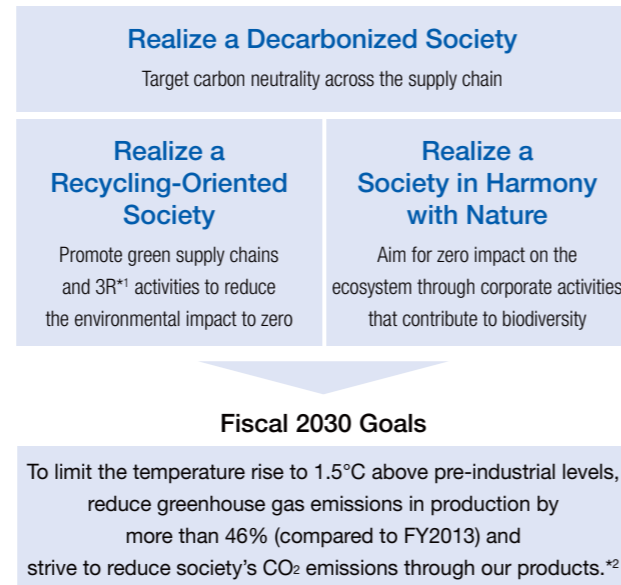 Realize a Decarbonized Society
Target carbon neutrality across the supply chain
Realize a
Recycling-Oriented
Society
Promote green supply chains
and 3R*1 activities to reduce
the environmental impact to zero
Realize a
Society in Harmony
with Nature
Aim for zero impact on the
ecosystem through corporate activities
that contribute to biodiversity
Fiscal 2030 Goals
To limit the temperature rise to 1.5°C above pre-industrial levels,
reduce greenhouse gas emissions in production by
more than 46% (compared to FY2013) and
strive to reduce society’s CO₂ emissions through our products.*2